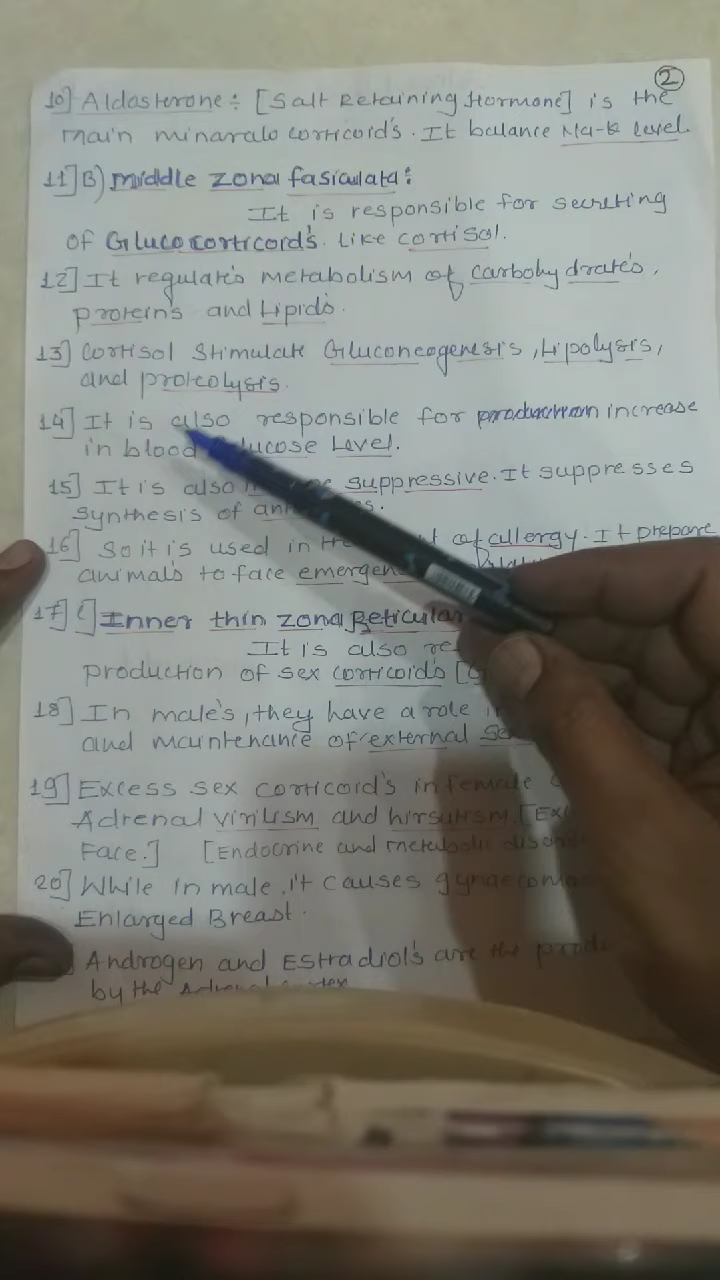 2
10] Aldasterone ÷ [Salt Retaining Hormone] is the
main minaralo corticoid's. It balance Na-K level.
11] B) Middle zona fasiculata :
It is responsible for secreting
of Glucocorticoid's. Like cortisol.
12] It regulate's metabolism of carbohydrate's,
protein's and Lipid's.
13] Cortisol stimulate Gluconeogenesis, Lipolysis,
and proteolysis.
14] It is also responsible for increase
in blood Glucose Level.
15] It is also suppressive. It suppresses
synthesis of
16] So it is used in of allergy. It prepare
animal's to face
17] C] Inner thin zona Reticular
It is also
production of sex corticoid's
18] In male's, they have a role
and maintenance of external
19] Excess sex corticoid's in female
Adrenal virilism and hirsutism
Face.] [Endocrine and metabolic
20] While in male it causes
Enlarged Breast.
Androgen and Estradiol's are the
by the